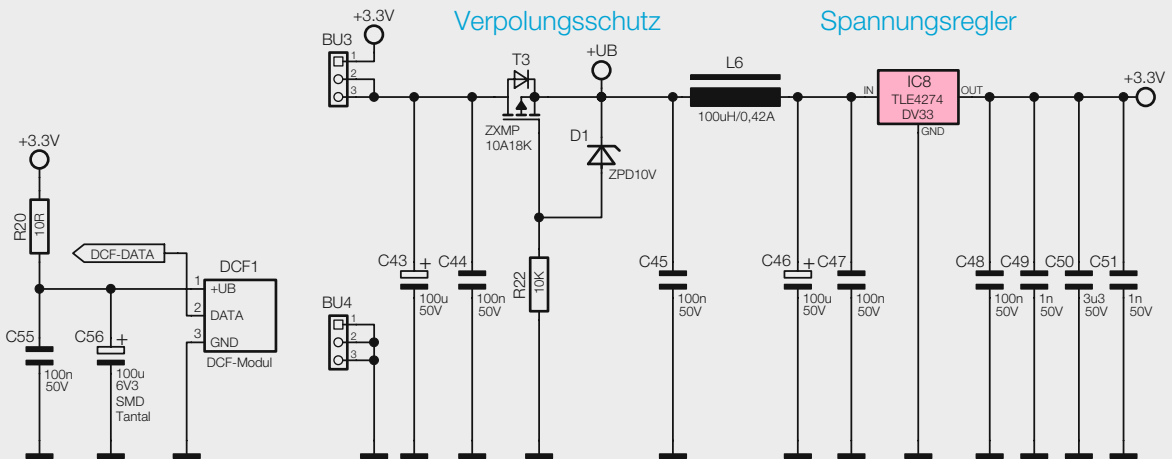 Verpolungsschutz
Spannungsregler
+3.3V
BU3
1
2
3
T3
ZXMP
10A18K
+UB
D1
ZPD10V
L6
100uH/0,42A
IN
IC8
TLE4274
DV33
OUT
GND
+3.3V
+3.3V
R20
10R
DCF-DATA
DCF1
1
+UB
2
DATA
3
GND
DCF-Modul
C55
100n
50V
C56
+
100u
6V3
SMD
Tantal
BU4
1
2
3
C43
+
100u
50V
C44
100n
50V
R22
10K
C45
100n
50V
C46
+
100u
50V
C47
100n
50V
C48
100n
50V
C49
1n
50V
C50
3u3
50V
C51
1n
50V